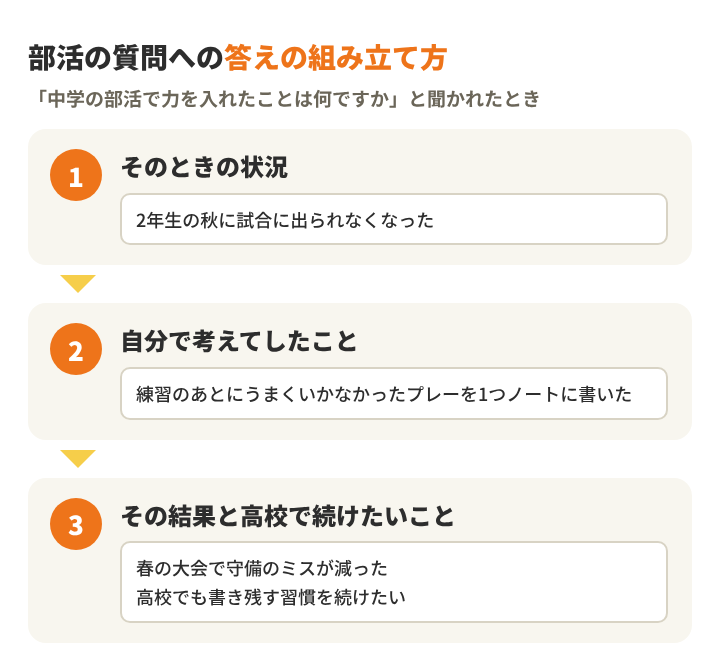 部活の質問への答えの組み立て方
「中学の部活で力を入れたことは何ですか」と聞かれたとき
1
そのときの状況
2年生の秋に試合に出られなくなった
2
自分で考えてしたこと
練習のあとにうまくいかなかったプレーを1つノートに書いた
3
その結果と高校で続けたいこと
春の大会で守備のミスが減った
高校でも書き残す習慣を続けたい